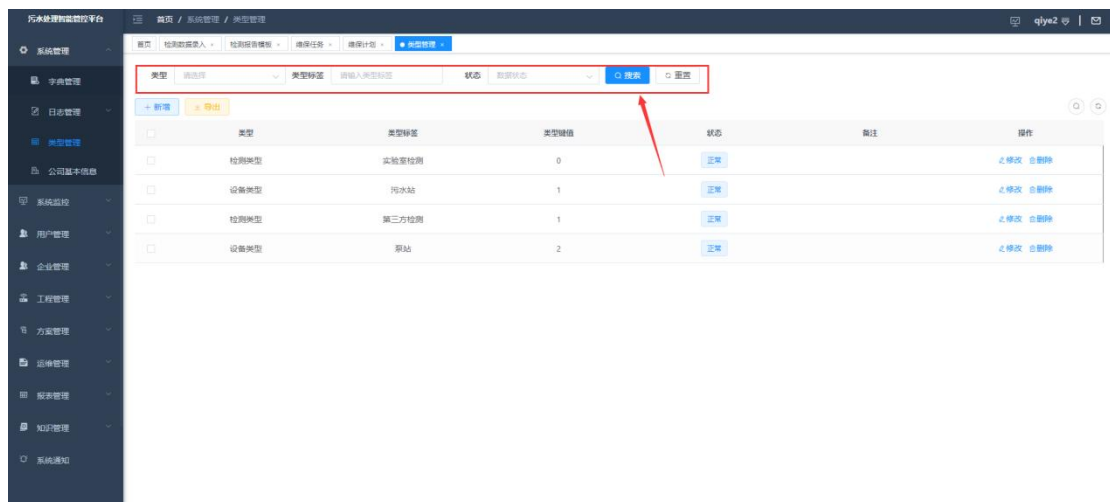 污水处理智能管控平台
首页 / 系统管理 / 类型管理
qlye2
首页 检测数据录入 × 检测报告模板 × 维保任务 × 维保计划 × 类型管理 ×
系统管理
字典管理
日志管理
类型管理
公司基本信息
系统监控
用户管理
企业管理
工程管理
方案管理
运维管理
报表管理
知识管理
系统通知
类型 请选择 类型标签 请输入类型标签 状态 数据状态 搜索 重置
+ 新增 导出
类型 类型标签 类型键值 状态 备注 操作
检测类型 实验室检测 0 正常 修改 删除
设备类型 污水站 1 正常 修改 删除
检测类型 第三方检测 1 正常 修改 删除
设备类型 泵站 2 正常 修改 删除